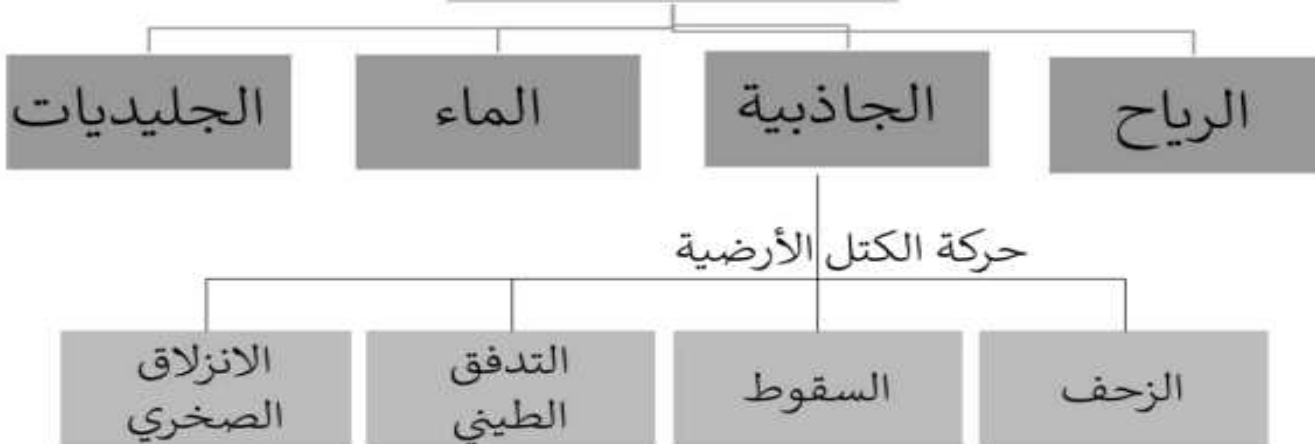 الرياح
الجاذبية
الماء
الجليديات
حركة الكتل الأرضية
الزحف
السقوط
التدفق
الطيني
الانزلاق
الصخري